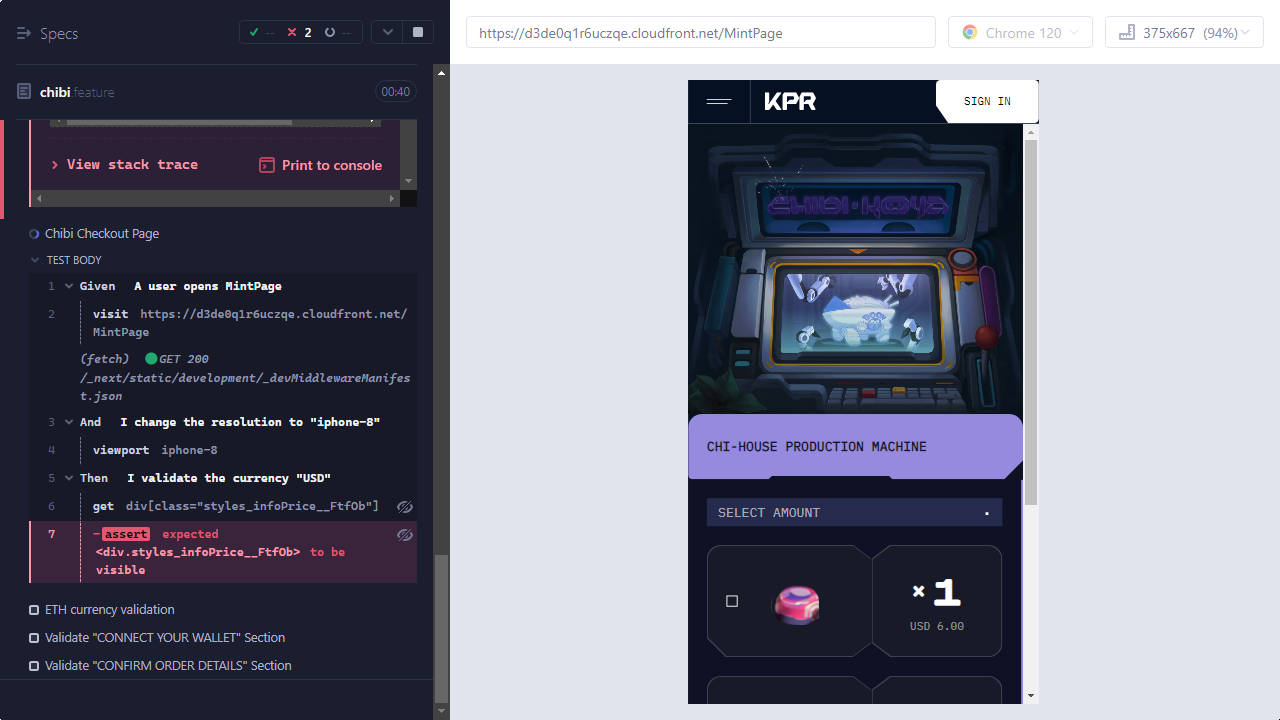 Specs
-- 2 --
https://d3de0q1r6uczqe.cloudfront.net/MintPage
Chrome 120
375x667 (94%)
chibi.feature
00:40
View stack trace
Print to console
Chibi Checkout Page
TEST BODY
1 Given A user opens MintPage
2 visit https://d3de0q1r6uczqe.cloudfront.net/
MintPage
(fetch) GET 200
/_next/static/development/_devMiddlewareManifes
t.json
3 And I change the resolution to "iphone-8"
4 viewport iphone-8
5 Then I validate the currency "USD"
6 get div[class="styles_infoPrice__FtfOb"]
7 -assert expected
<div.styles_infoPrice__FtfOb> to be
visible
ETH currency validation
Validate "CONNECT YOUR WALLET" Section
Validate "CONFIRM ORDER DETAILS" Section
KPR
SIGN IN
CHIBI-KOYA
CHI-HOUSE PRODUCTION MACHINE
SELECT AMOUNT
×1
USD 6.00